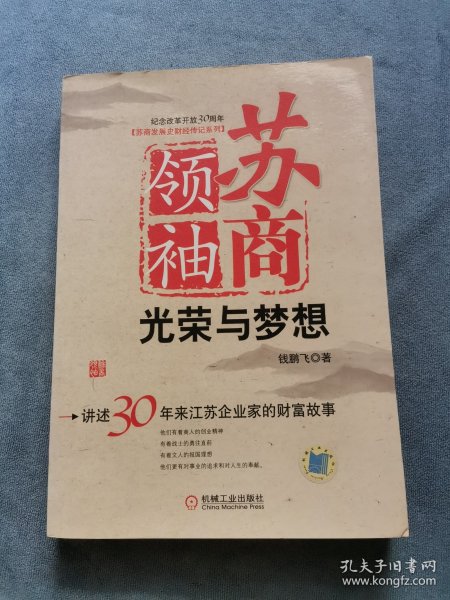 纪念改革开放30周年
【苏商发展史财经传记系列】
苏商
领袖
光荣与梦想
钱鹏飞◎著
讲述30年来江苏企业家的财富故事
他们有着商人的创业精神
有着战士的勇往直前
有着文人的报国理想
他们更有对事业的追求和对人生的奉献。
机械工业出版社
China Machine Press
孔夫子旧书网
www.kongfz.com